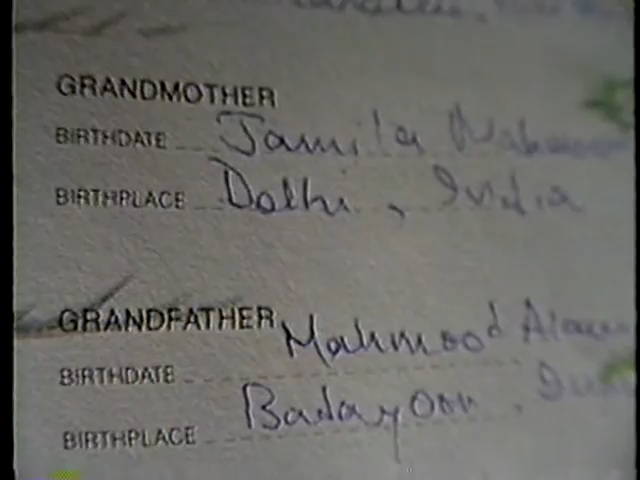 GRANDMOTHER
BIRTHDATE Jamila
BIRTHPLACE Delhi, India
GRANDFATHER Mahmood
BIRTHDATE
BIRTHPLACE Badayoon,